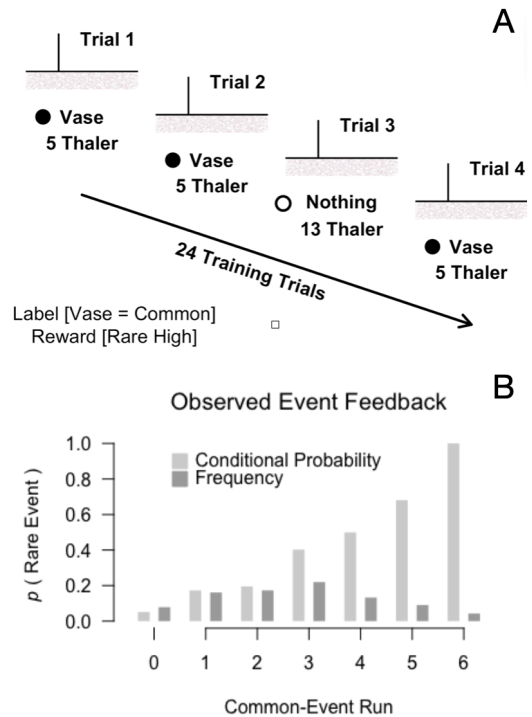 A
Trial 1
Vase
5 Thaler
Trial 2
Vase
5 Thaler
Trial 3
Nothing
13 Thaler
Trial 4
Vase
5 Thaler
24 Training Trials
Label [Vase = Common]
Reward [Rare High]
B
Observed Event Feedback
Conditional Probability
Frequency
p ( Rare Event )
1.0
0.8
0.6
0.4
0.2
0.0
0 1 2 3 4 5 6
Common-Event Run